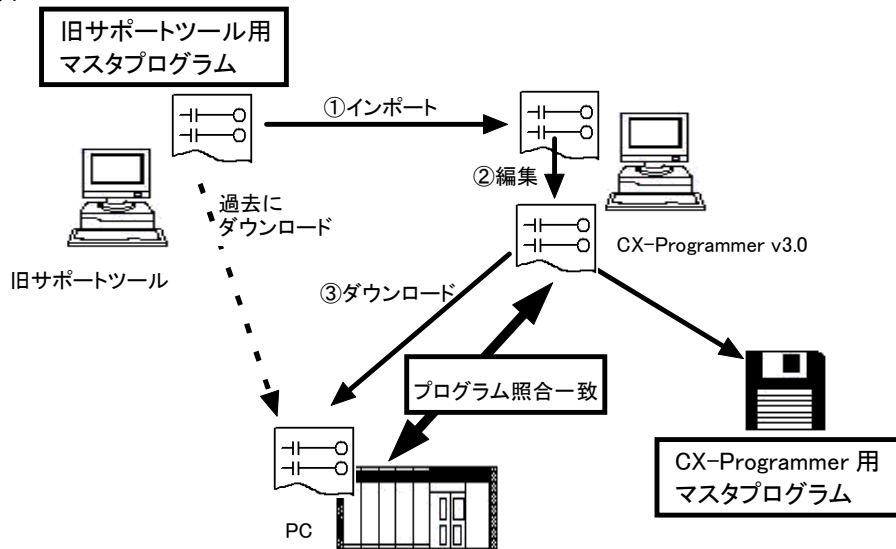 旧サポートツール用
マスタプログラム
①インポート
②編集
過去に
ダウンロード
CX-Programmer v3.0
旧サポートツール
③ダウンロード
プログラム照合一致
CX-Programmer 用
マスタプログラム
PC